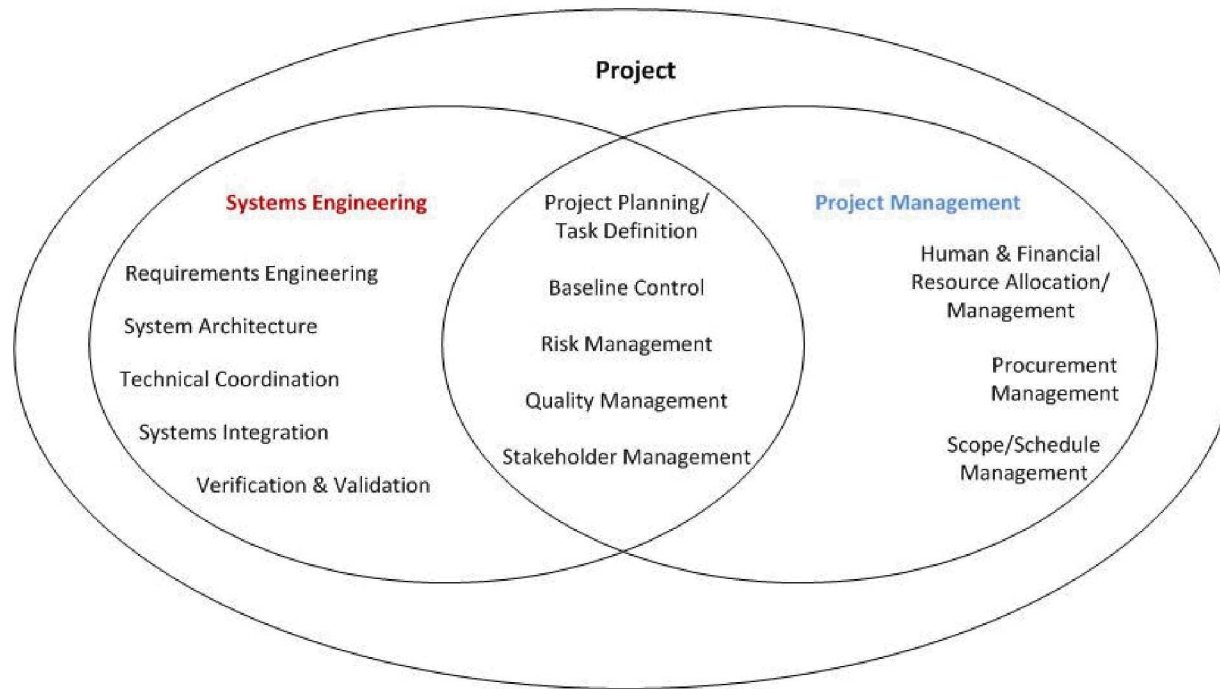 Project
Systems Engineering
Requirements Engineering
System Architecture
Technical Coordination
Systems Integration
Verification & Validation
Project Planning/
Task Definition
Baseline Control
Risk Management
Quality Management
Stakeholder Management
Project Management
Human & Financial
Resource Allocation/
Management
Procurement
Management
Scope/Schedule
Management